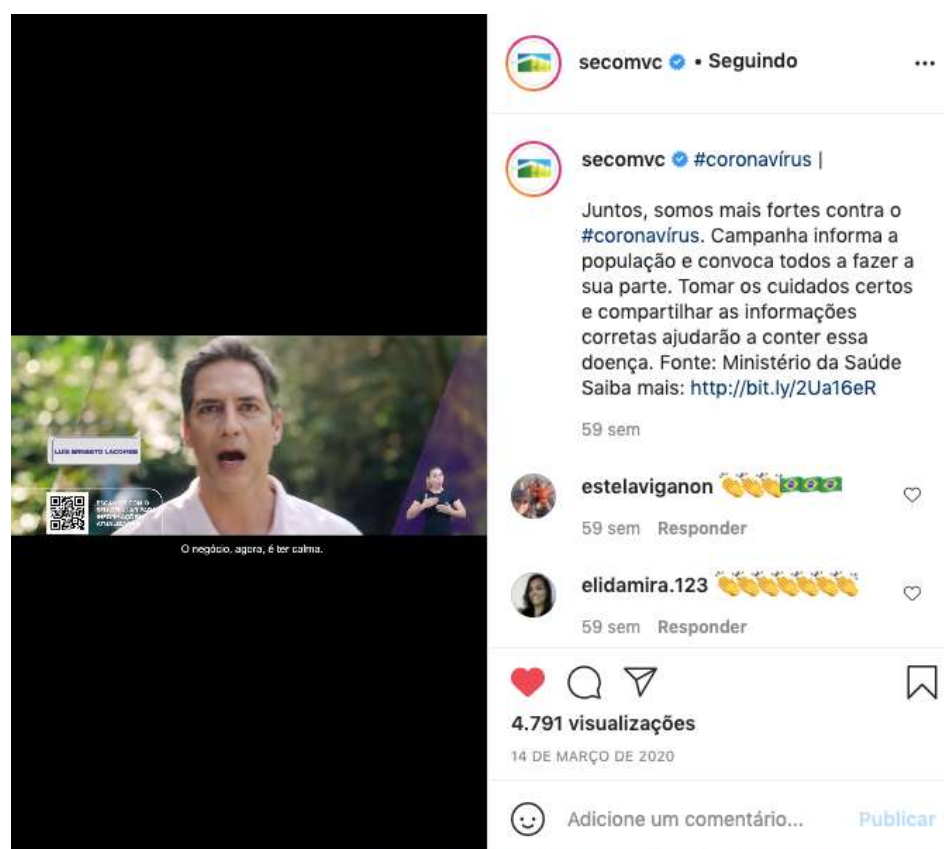 secomvc • Seguindo
secomvc #coronavírus |
Juntos, somos mais fortes contra o
#coronavírus. Campanha informa a
população e convoca todos a fazer a
sua parte. Tomar os cuidados certos
e compartilhar as informações
corretas ajudarão a conter essa
doença. Fonte: Ministério da Saúde
Saiba mais: http://bit.ly/2Ua16eR
59 sem
estelaviganon 👏👏👏🇧🇷🇧🇷🇧🇷
59 sem Responder
elidamira.123 👏👏👏👏👏👏👏
59 sem Responder
4.791 visualizações
14 DE MARÇO DE 2020
Adicione um comentário... Publicar
LUÍS ERNESTO LACOMBE
O negócio, agora, é ter calma.